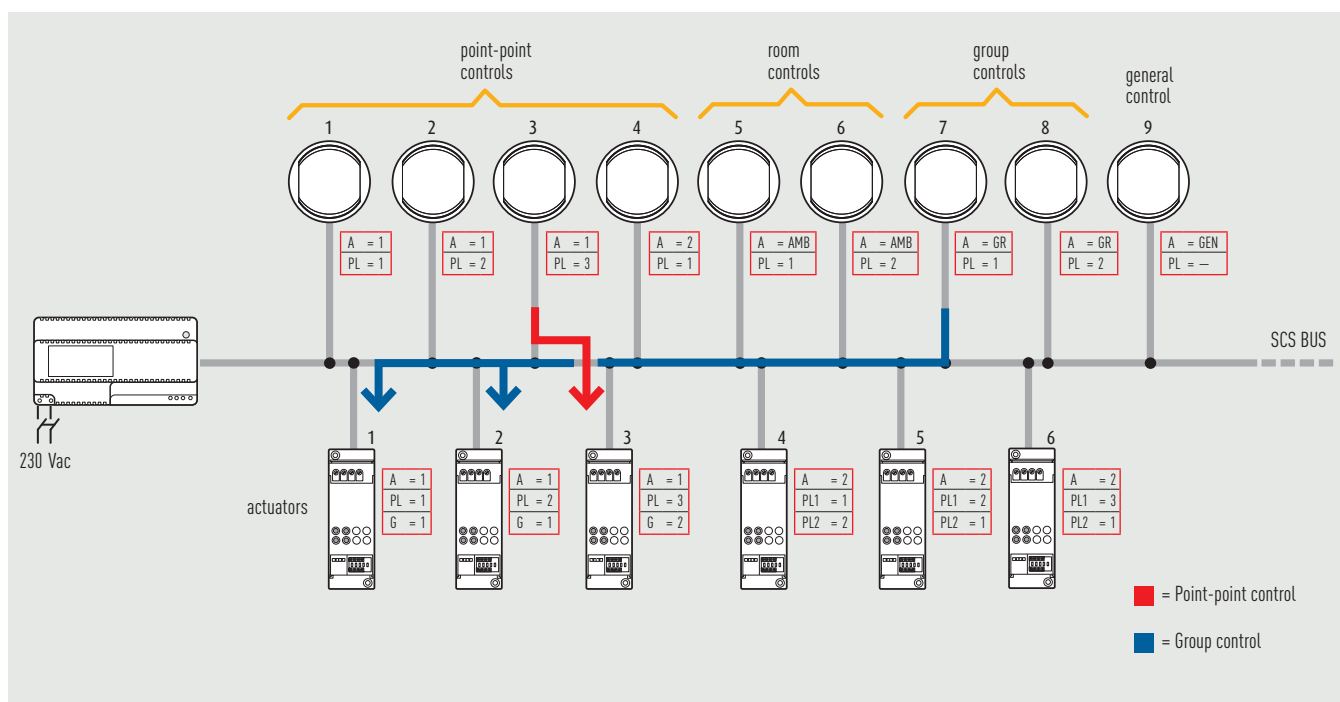 point-point
controls
room
controls
group
controls
general
control
1
2
3
4
5
6
7
8
9
A = 1
PL = 1
A = 1
PL = 2
A = 1
PL = 3
A = 2
PL = 1
A = AMB
PL = 1
A = AMB
PL = 2
A = GR
PL = 1
A = GR
PL = 2
A = GEN
PL = —
SCS BUS
230 Vac
actuators
1
A = 1
PL = 1
G = 1
2
A = 1
PL = 2
G = 1
3
A = 1
PL = 3
G = 2
4
A = 2
PL1 = 1
PL2 = 2
5
A = 2
PL1 = 2
PL2 = 1
6
A = 2
PL1 = 3
PL2 = 1
= Point-point control
= Group control